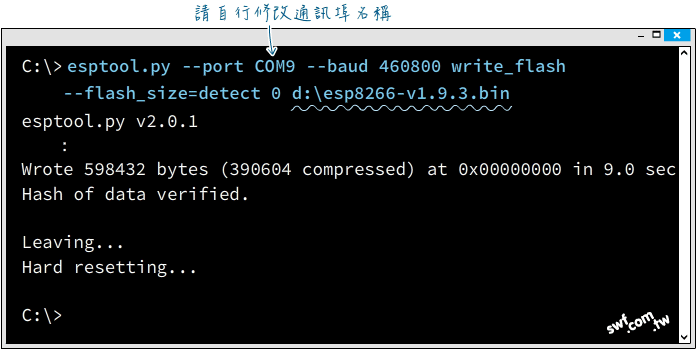 請自行修改通訊埠名稱
C:\> esptool.py --port COM9 --baud 460800 write_flash
--flash_size=detect 0 d:\esp8266-v1.9.3.bin
esptool.py v2.0.1
:
Wrote 598432 bytes (390604 compressed) at 0x00000000 in 9.0 sec
Hash of data verified.
Leaving...
Hard resetting...
C:\>
swf.com.tw